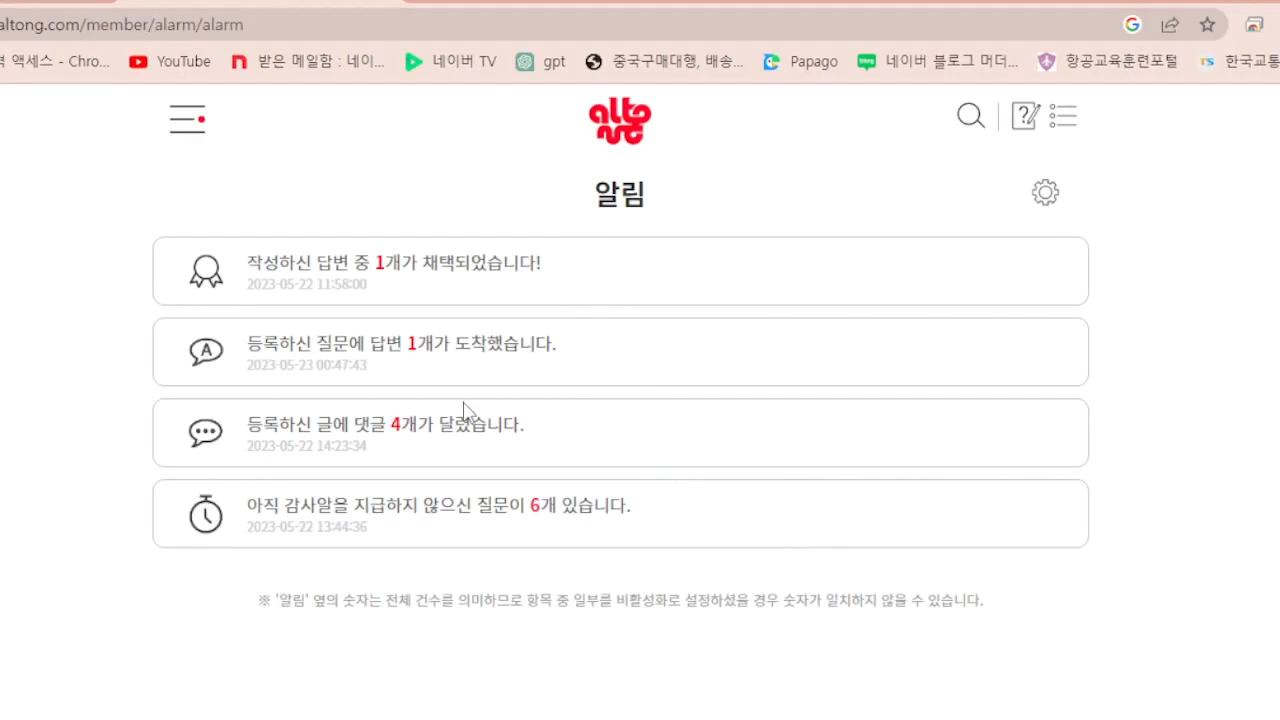 altong.com/member/alarm/alarm
액세스 - Chro... YouTube 받은 메일함 : 네이... 네이버 TV gpt 중국구매대행, 배송... Papago 네이버 블로그 머더... 항공교육훈련포털 TS 한국교통
altong
알림
작성하신 답변 중 1개가 채택되었습니다!
2023-05-22 11:58:00
A 등록하신 질문에 답변 1개가 도착했습니다.
2023-05-23 00:47:43
등록하신 글에 댓글 4개가 달렸습니다.
2023-05-22 14:23:34
아직 감사알을 지급하지 않으신 질문이 6개 있습니다.
2023-05-22 13:44:36
※ '알림' 옆의 숫자는 전체 건수를 의미하므로 항목 중 일부를 비활성화로 설정하셨을 경우 숫자가 일치하지 않을 수 있습니다.